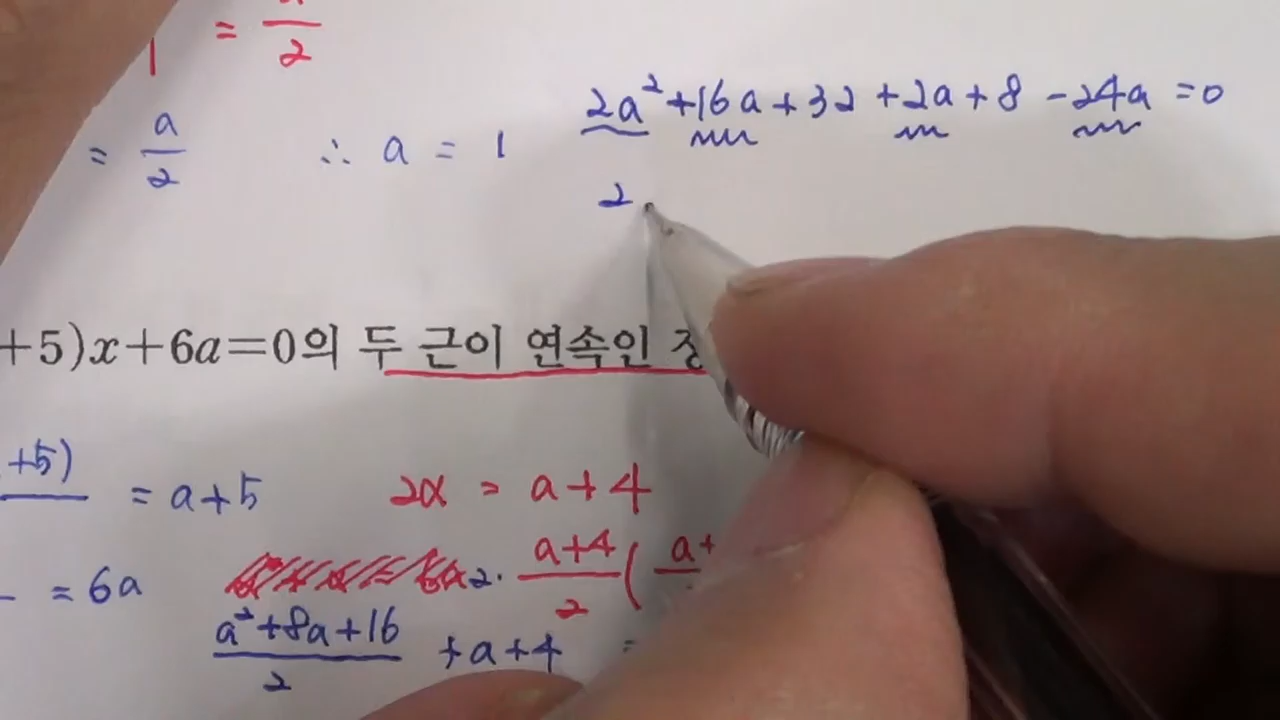 = /2
2a²+16a+32 +2a+8 -24a =0
= a/2 ∴ a = 1
2
+5)x+6a=0의 두 근이 연속인
+5) = a+5 2α = a+4
= 6a 2· (a+4)/2 (
(a²+8a+16)/2 +a+4 =